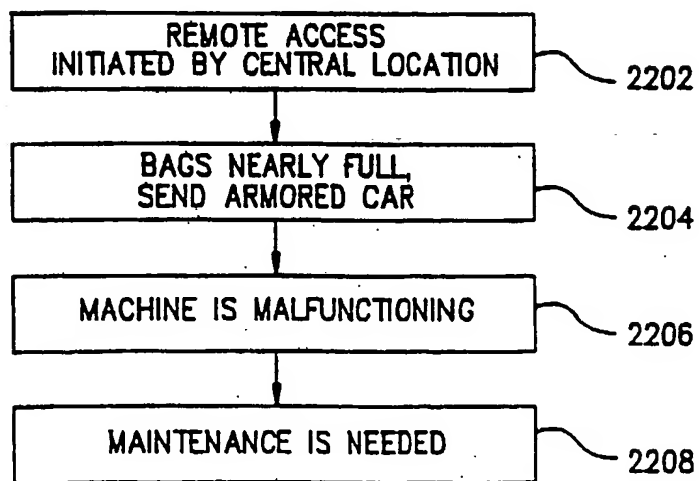 REMOTE ACCESS
INITIATED BY CENTRAL LOCATION
2202
BAGS NEARLY FULL,
SEND ARMORED CAR
2204
MACHINE IS MALFUNCTIONING
2206
MAINTENANCE IS NEEDED
2208